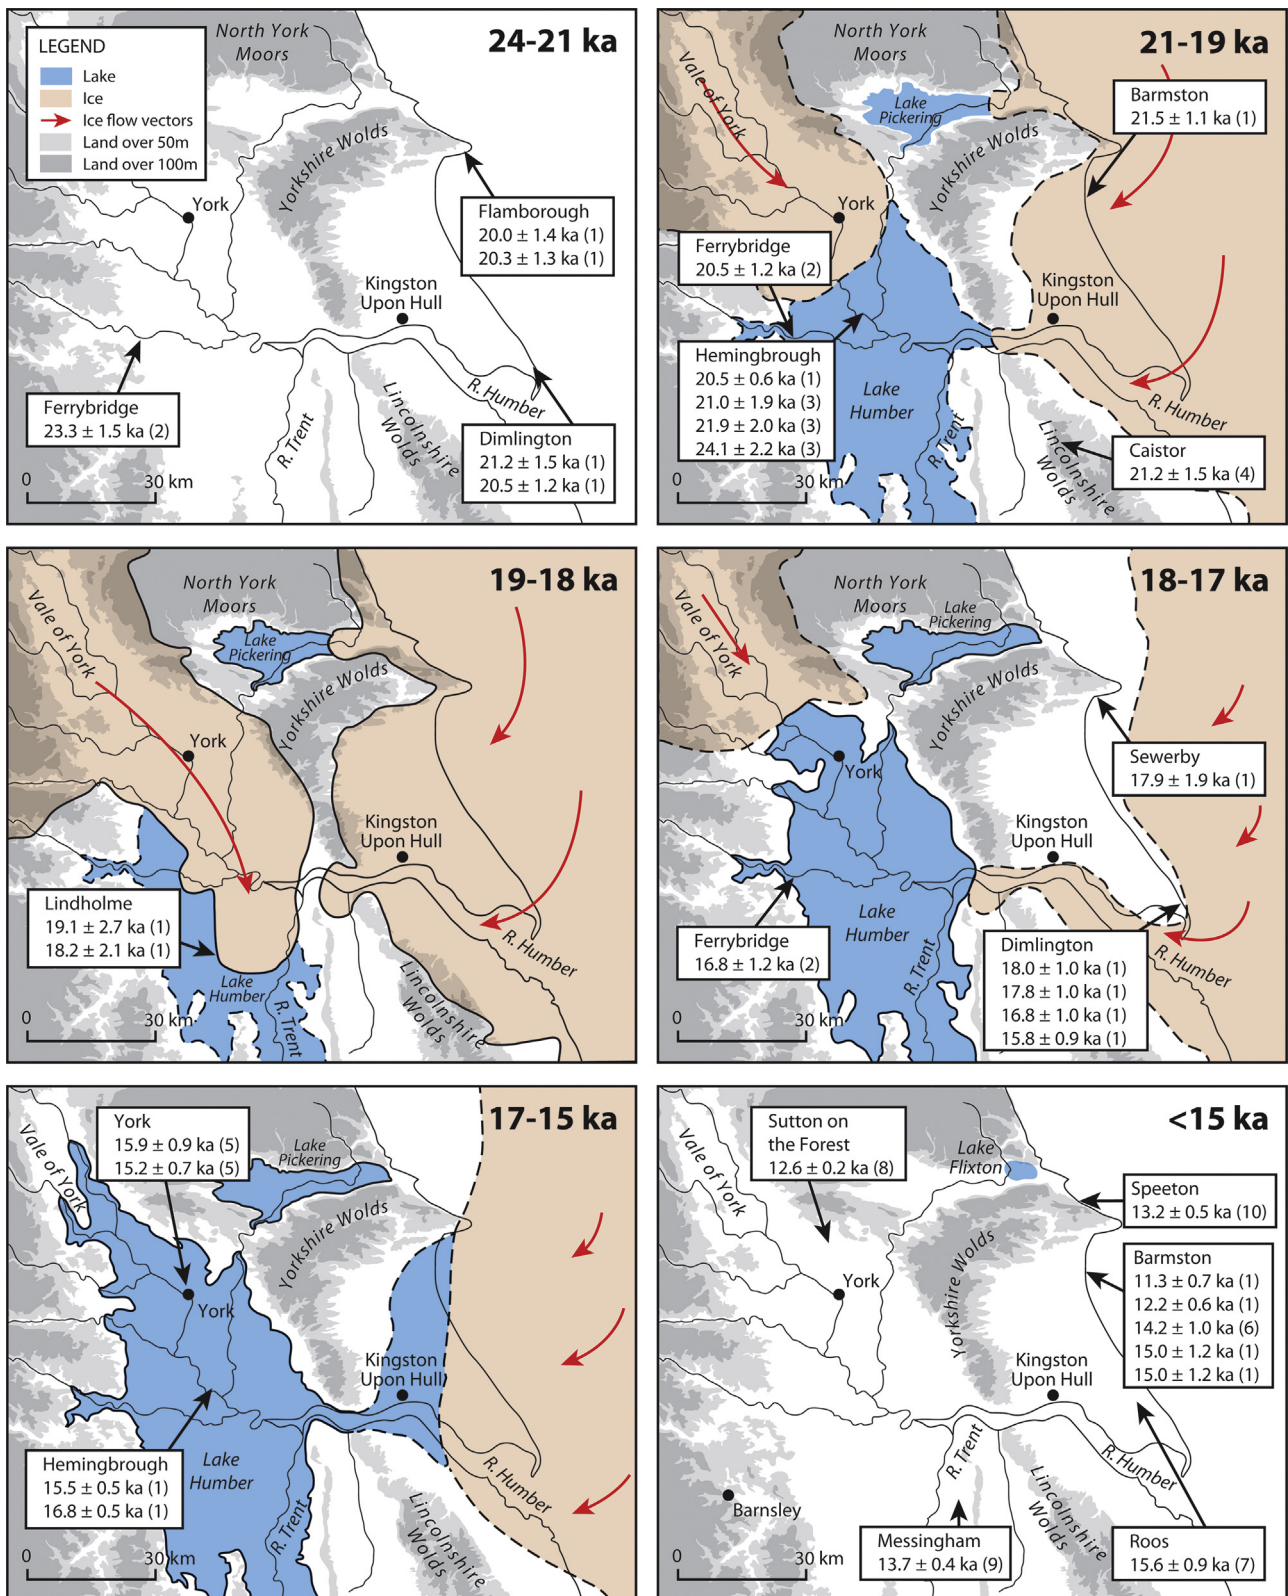 24-21 ka
LEGEND
Lake
Ice
Ice flow vectors
Land over 50m
Land over 100m
North York
Moors
Yorkshire Wolds
York
Flamborough
20.0 ± 1.4 ka (1)
20.3 ± 1.3 ka (1)
Kingston
Upon Hull
Ferrybridge
23.3 ± 1.5 ka (2)
R. Trent
Lincolnshire
Wolds
R. Humber
Dimlington
21.2 ± 1.5 ka (1)
20.5 ± 1.2 ka (1)
0
30 km
21-19 ka
North York
Moors
Vale of York
Lake
Pickering
Yorkshire Wolds
Barmston
21.5 ± 1.1 ka (1)
York
Ferrybridge
20.5 ± 1.2 ka (2)
Kingston
Upon Hull
Hemingbrough
20.5 ± 0.6 ka (1)
21.0 ± 1.9 ka (3)
21.9 ± 2.0 ka (3)
24.1 ± 2.2 ka (3)
Lake
Humber
R. Trent
R. Humber
Lincolnshire
Wolds
Caistor
21.2 ± 1.5 ka (4)
0
30 km
19-18 ka
North York
Moors
Vale of York
Lake
Pickering
Yorkshire Wolds
York
Kingston
Upon Hull
Lindholme
19.1 ± 2.7 ka (1)
18.2 ± 2.1 ka (1)
Lake
Humber
R. Trent
R. Humber
Lincolnshire
Wolds
0
30 km
18-17 ka
North York
Moors
Vale of York
Lake
Pickering
Yorkshire Wolds
York
Sewerby
17.9 ± 1.9 ka (1)
Kingston
Upon Hull
Ferrybridge
16.8 ± 1.2 ka (2)
Lake
Humber
R. Trent
R. Humber
Dimlington
18.0 ± 1.0 ka (1)
17.8 ± 1.0 ka (1)
16.8 ± 1.0 ka (1)
15.8 ± 0.9 ka (1)
0
30 km
17-15 ka
York
15.9 ± 0.9 ka (5)
15.2 ± 0.7 ka (5)
Vale of York
Lake
Pickering
Yorkshire Wolds
York
Kingston
Upon Hull
Hemingbrough
15.5 ± 0.5 ka (1)
16.8 ± 0.5 ka (1)
Lake
Humber
R. Trent
R. Humber
Lincolnshire
Wolds
0
30 km
<15 ka
Sutton on
the Forest
12.6 ± 0.2 ka (8)
Vale of York
Lake
Flixton
Speeton
13.2 ± 0.5 ka (10)
Yorkshire Wolds
York
Barmston
11.3 ± 0.7 ka (1)
12.2 ± 0.6 ka (1)
14.2 ± 1.0 ka (6)
15.0 ± 1.2 ka (1)
15.0 ± 1.2 ka (1)
Kingston
Upon Hull
R. Trent
R. Humber
Lincolnshire
Wolds
Barnsley
Messingham
13.7 ± 0.4 ka (9)
Roos
15.6 ± 0.9 ka (7)
0
30 km